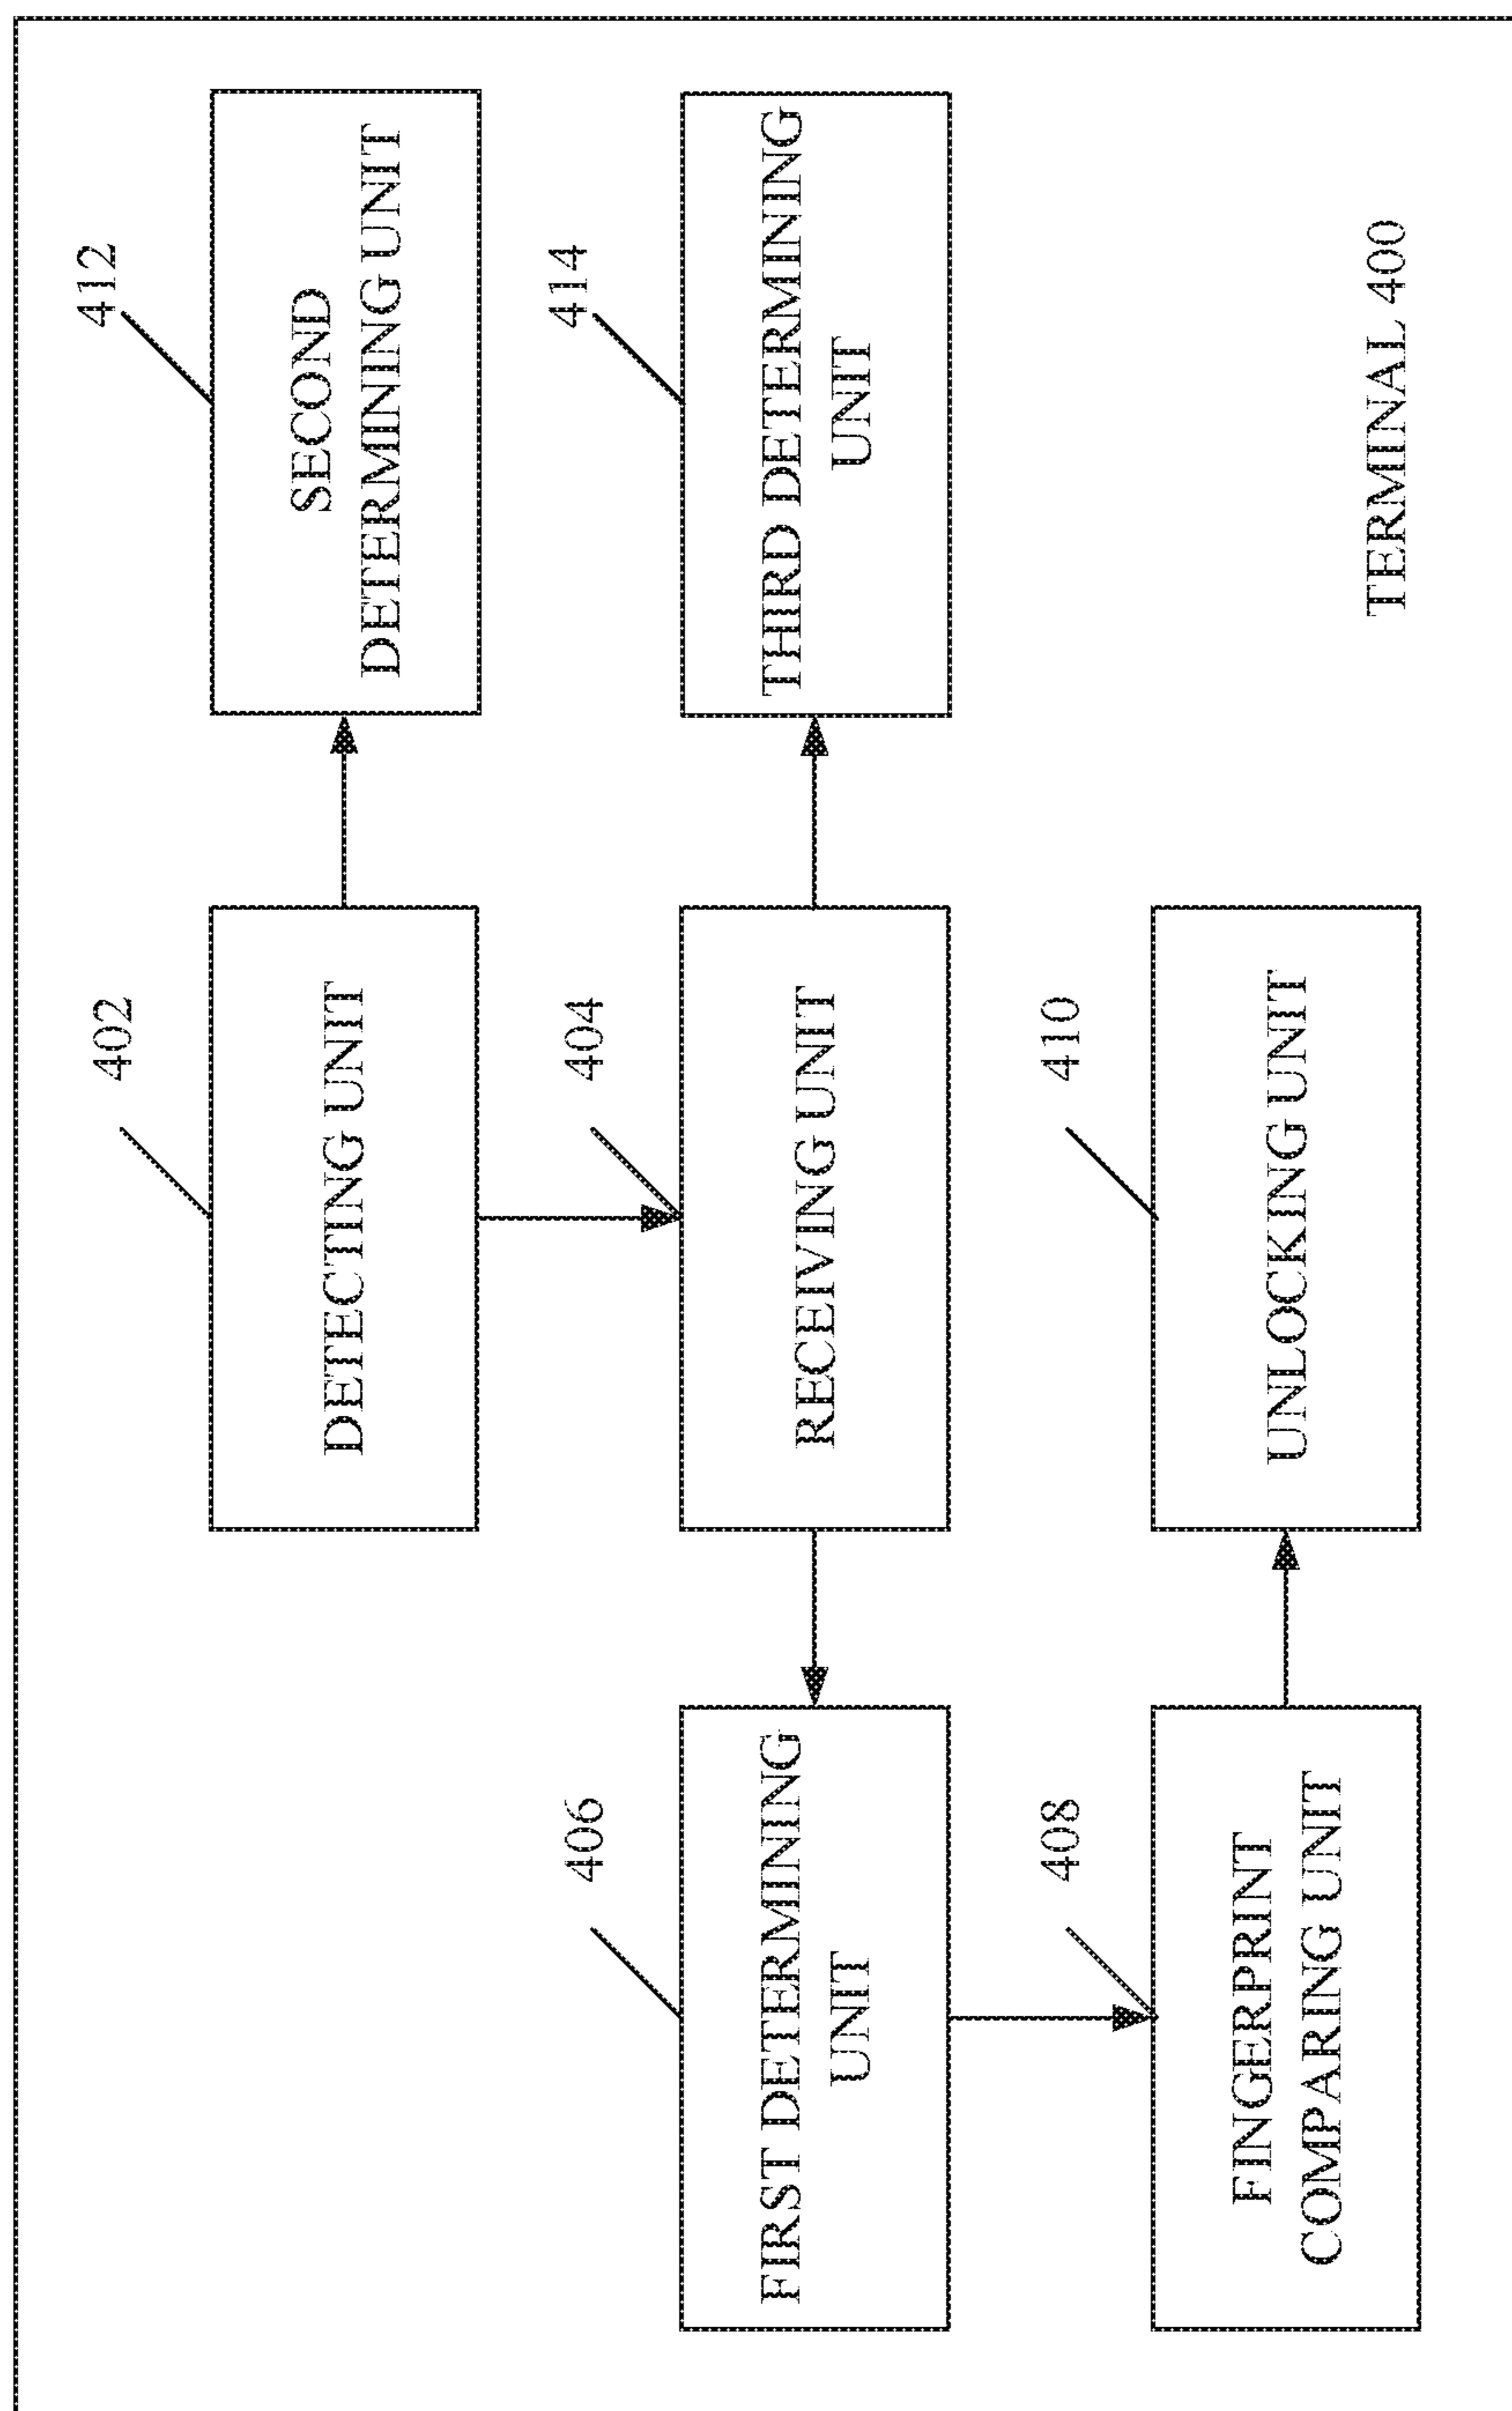 402
DETECTING UNIT
412
SECOND
DETERMINING UNIT
406
FIRST DETERMINING
UNIT
404
RECEIVING UNIT
414
THIRD DETERMINING
UNIT
408
FINGERPRINT
COMPARING UNIT
410
UNLOCKING UNIT
TERMINAL 400